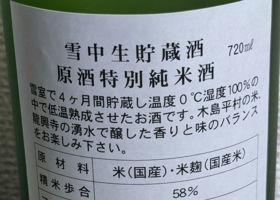 雪中生貯蔵酒
720ml
原酒特別純米酒
雪室で4ヶ月間貯蔵し温度0℃湿度100%の
中で低温熟成させたお酒です。木島平村の米、
龍興寺の湧水で醸した香りと味のバランス
をお楽しみ下さい。
原材料 米(国産)・米麹(国産米)
精米歩合 58%